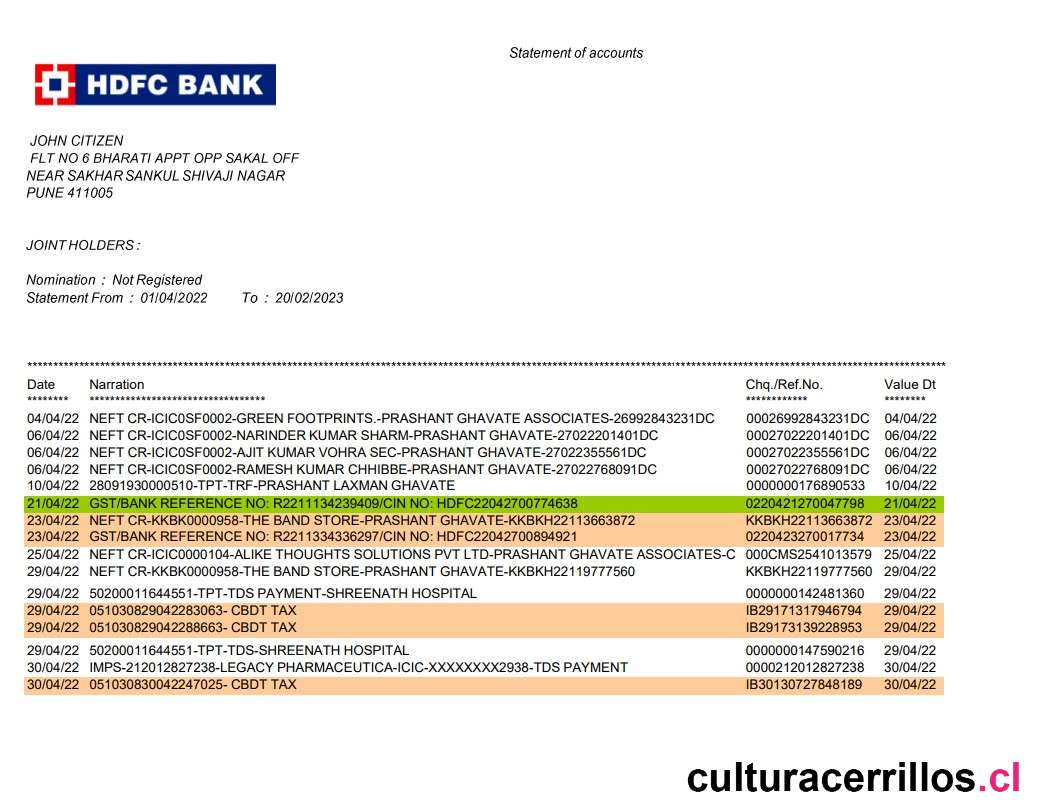 Statement of accounts
HDFC BANK
JOHN CITIZEN
FLT NO 6 BHARATI APPT OPP SAKAL OFF
NEAR SAKHAR SANKUL SHIVAJI NAGAR
PUNE 411005
JOINT HOLDERS :
Nomination : Not Registered
Statement From : 01/04/2022 To : 20/02/2023
Date Narration Chq./Ref.No. Value Dt
04/04/22 NEFT CR-ICIC0SF0002-GREEN FOOTPRINTS.-PRASHANT GHAVATE ASSOCIATES-26992843231DC 00026992843231DC 04/04/22
06/04/22 NEFT CR-ICIC0SF0002-NARINDER KUMAR SHARM-PRASHANT GHAVATE-27022201401DC 00027022201401DC 06/04/22
06/04/22 NEFT CR-ICIC0SF0002-AJIT KUMAR VOHRA SEC-PRASHANT GHAVATE-27022355561DC 00027022355561DC 06/04/22
06/04/22 NEFT CR-ICIC0SF0002-RAMESH KUMAR CHHIBBE-PRASHANT GHAVATE-27022768091DC 00027022768091DC 06/04/22
10/04/22 28091930000510-TPT-TRF-PRASHANT LAXMAN GHAVATE 0000000176890533 10/04/22
21/04/22 GST/BANK REFERENCE NO: R2211134239409/CIN NO: HDFC22042700774638 0220421270047798 21/04/22
23/04/22 NEFT CR-KKBK0000958-THE BAND STORE-PRASHANT GHAVATE-KKBKH22113663872 KKBKH22113663872 23/04/22
23/04/22 GST/BANK REFERENCE NO: R2211334336297/CIN NO: HDFC22042700894921 0220423270017734 23/04/22
25/04/22 NEFT CR-ICIC0000104-ALIKE THOUGHTS SOLUTIONS PVT LTD-PRASHANT GHAVATE ASSOCIATES-C 000CMS2541013579 25/04/22
29/04/22 NEFT CR-KKBK0000958-THE BAND STORE-PRASHANT GHAVATE-KKBKH22119777560 KKBKH22119777560 29/04/22
29/04/22 50200011644551-TPT-TDS PAYMENT-SHREENATH HOSPITAL 0000000142481360 29/04/22
29/04/22 051030829042283063- CBDT TAX IB29171317946794 29/04/22
29/04/22 051030829042288663- CBDT TAX IB29173139228953 29/04/22
29/04/22 50200011644551-TPT-TDS-SHREENATH HOSPITAL 0000000147590216 29/04/22
30/04/22 IMPS-212012827238-LEGACY PHARMACEUTICA-ICIC-XXXXXXXX2938-TDS PAYMENT 0000212012827238 30/04/22
30/04/22 051030830042247025- CBDT TAX IB30130727848189 30/04/22
culturacerrillos.cl